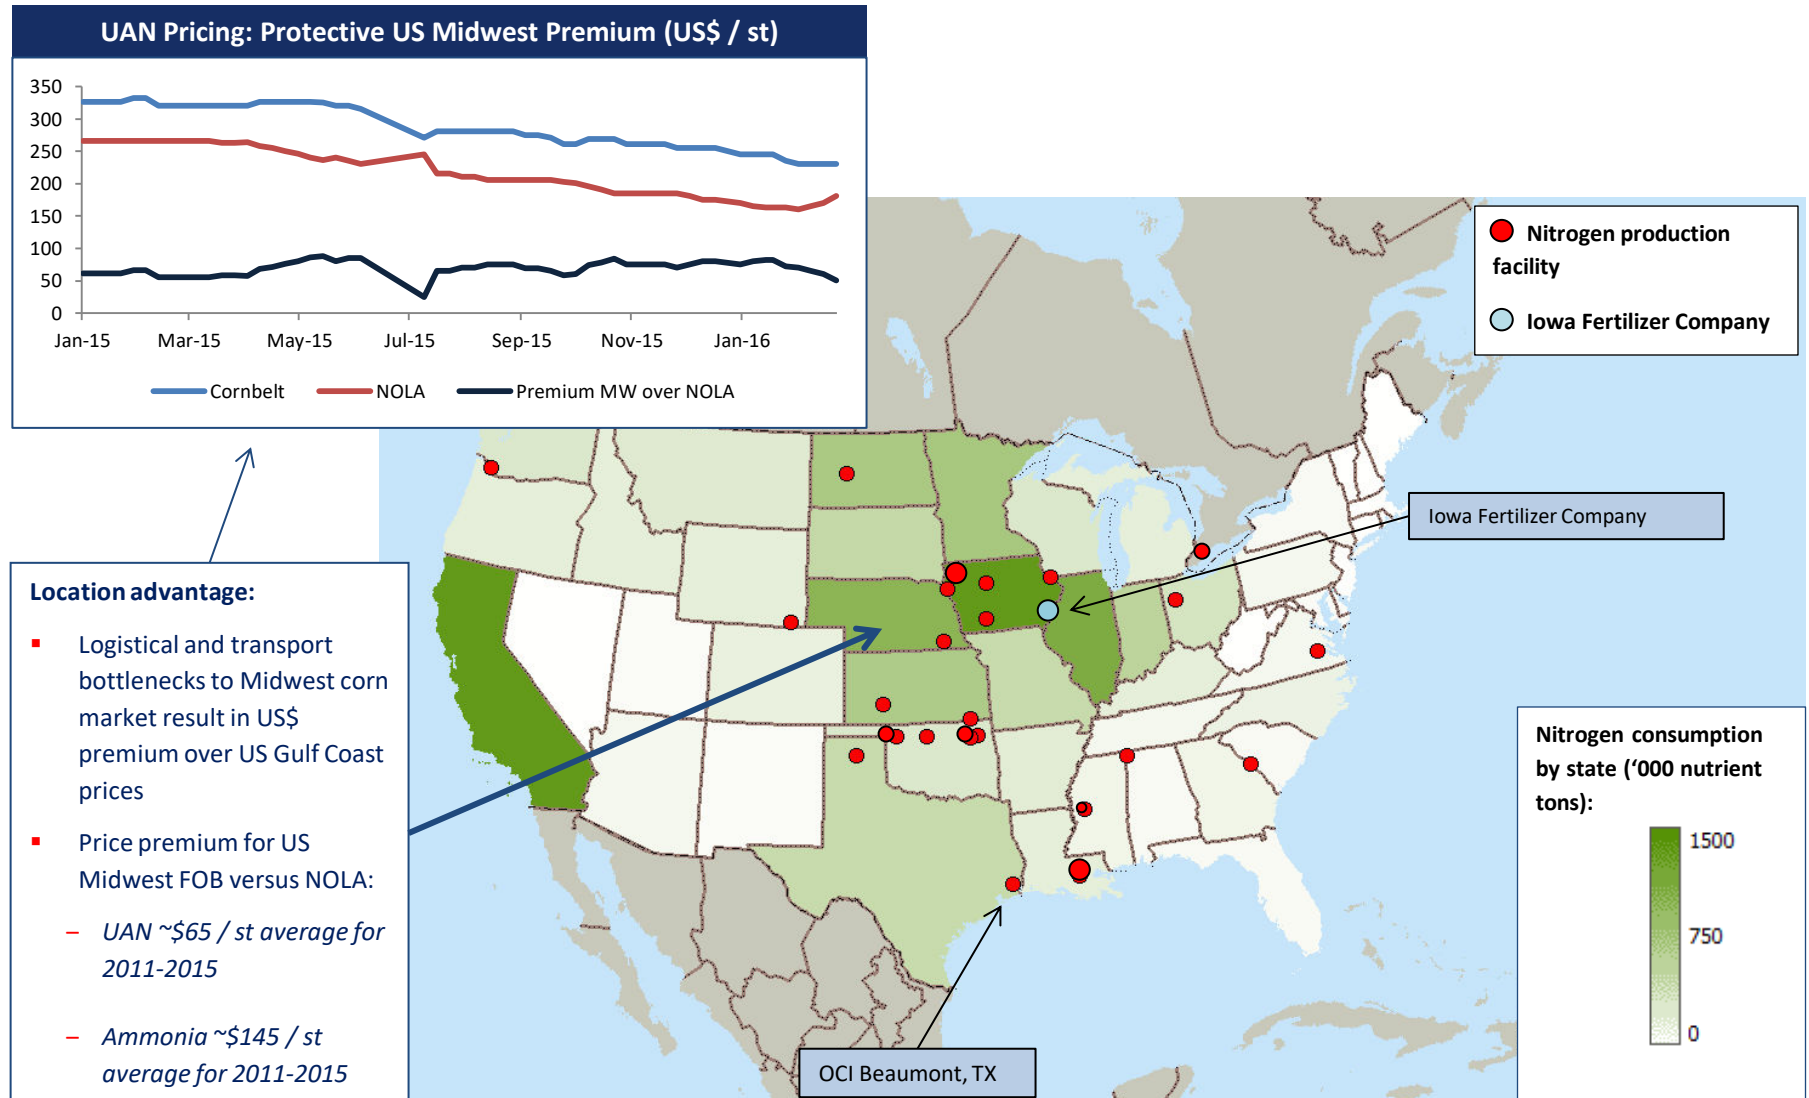 UAN Pricing: Protective US Midwest Premium (US$ / st)
350
300
250
200
150
100
50
0
Jan-15 Mar-15 May-15 Jul-15 Sep-15 Nov-15 Jan-16
Cornbelt NOLA Premium MW over NOLA
Nitrogen production
facility
Iowa Fertilizer Company
Iowa Fertilizer Company
Location advantage:
▪ Logistical and transport
bottlenecks to Midwest corn
market result in US$
premium over US Gulf Coast
prices
▪ Price premium for US
Midwest FOB versus NOLA:
– UAN ~$65 / st average for
2011-2015
– Ammonia ~$145 / st
average for 2011-2015
OCI Beaumont, TX
Nitrogen consumption
by state (‘000 nutrient
tons):
1500
750
0